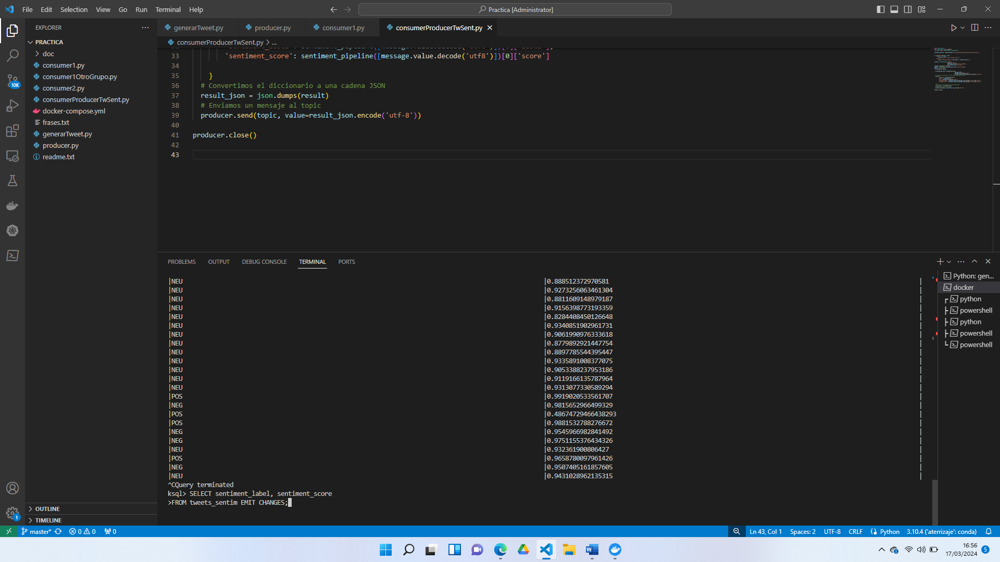 File Edit Selection View Go Run Terminal Help
Practica [Administrator]
EXPLORER
PRACTICA
doc
consumer1.py
consumer1OtroGrupo.py
consumer2.py
consumerProducerTwSent.py
docker-compose.yml
frases.txt
generarTweet.py
producer.py
readme.txt
10K
1
OUTLINE
TIMELINE
generarTweet.py producer.py consumer1.py consumerProducerTwSent.py
consumerProducerTwSent.py > ...
33 'sentiment_score': sentiment_pipeline([message.value.decode('utf8')])[0]['score']
34
35 }
36 # Convertimos el diccionario a una cadena JSON
37 result_json = json.dumps(result)
38 # Enviamos un mensaje al topic
39 producer.send(topic, value=result_json.encode('utf-8'))
40
41 producer.close()
42
43
PROBLEMS OUTPUT DEBUG CONSOLE TERMINAL PORTS
|NEU |0.888512372970581 |
|NEU |0.9273256063461304 |
|NEU |0.8811609148979187 |
|NEU |0.9156398773193359 |
|NEU |0.8284408450126648 |
|NEU |0.9340851902961731 |
|NEU |0.9061990976333618 |
|NEU |0.8779892921447754 |
|NEU |0.8897785544395447 |
|NEU |0.9335891008377075 |
|NEU |0.9053388237953186 |
|NEU |0.9119166135787964 |
|NEU |0.9313077330589294 |
|POS |0.9919020533561707 |
|NEG |0.9815652966499329 |
|POS |0.48674729466438293 |
|POS |0.9881532788276672 |
|NEG |0.9545966982841492 |
|NEG |0.9751155376434326 |
|NEU |0.932361900806427 |
|POS |0.9658780097961426 |
|NEG |0.9507405161857605 |
|NEU |0.9431028962135315 |
^CQuery terminated
ksql> SELECT sentiment_label, sentiment_score
>FROM tweets_sentim EMIT CHANGES;
Python: gen...
docker
python
powershell
python
powershell
powershell
master* 0 0 0
Ln 43, Col 1 Spaces: 2 UTF-8 CRLF Python 3.10.4 ('aterrizaje': conda)
16:56
17/03/2024
5